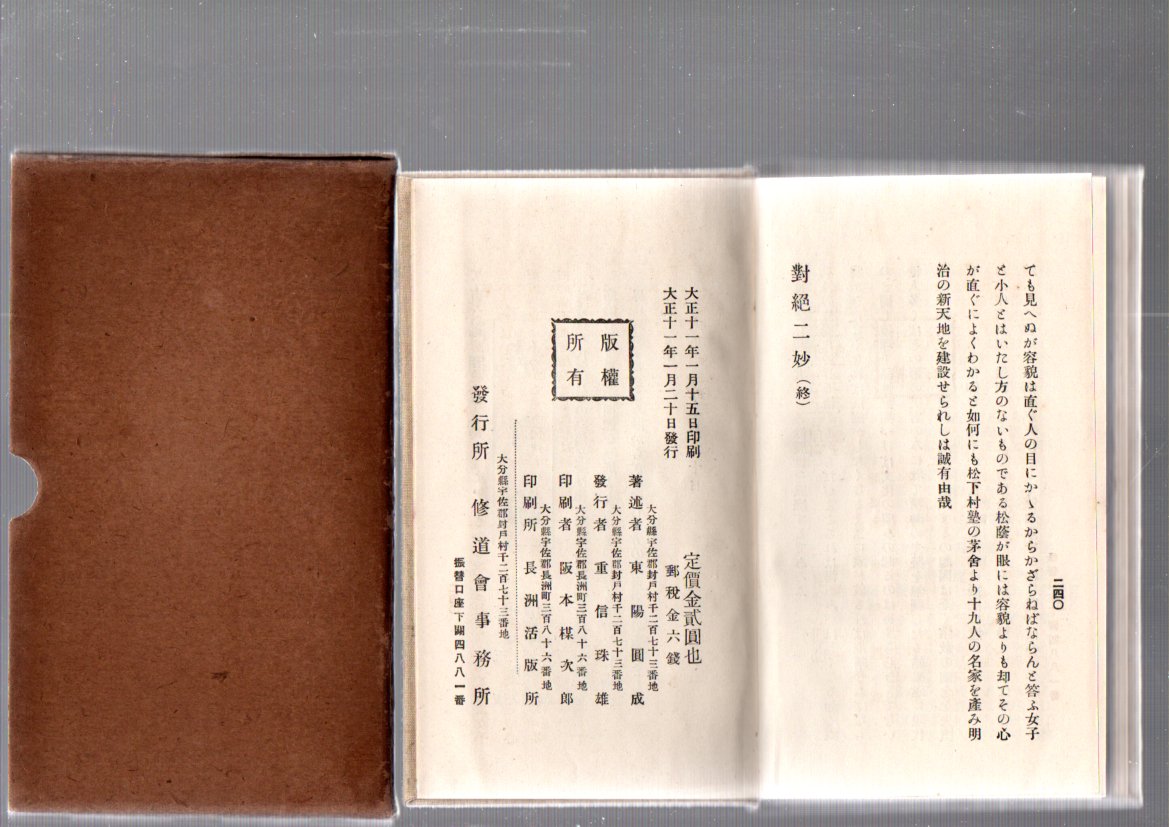 二四〇
ても見へぬが容貌は直ぐ人の目にかゝるからかざらねばならんと答ふ女子
と小人とはいたし方のないものである松蔭が眼には容貌よりも却てその心
が直ぐによくわかると如何にも松下村塾の茅舍より十九人の名家を產み明
治の新天地を建設せられしは誠有由哉
對絕二妙(終)
大正十一年一月十五日印刷
大正十一年一月二十日發行
定價金貳圓也
郵稅金六錢
版權
所有
大分縣宇佐郡封戸村千二百七十三番地
著述者 東陽圓成
大分縣宇佐郡封戸村千二百七十三番地
發行者 重信珠雄
大分縣宇佐郡長洲町三百八十六番地
印刷者 阪本楳次郎
大分縣宇佐郡長洲町三百八十六番地
印刷所 長洲活版所
大分縣宇佐郡封戸村千二百七十三番地
發行所 修道會事務所
振替口座下關四八八一番